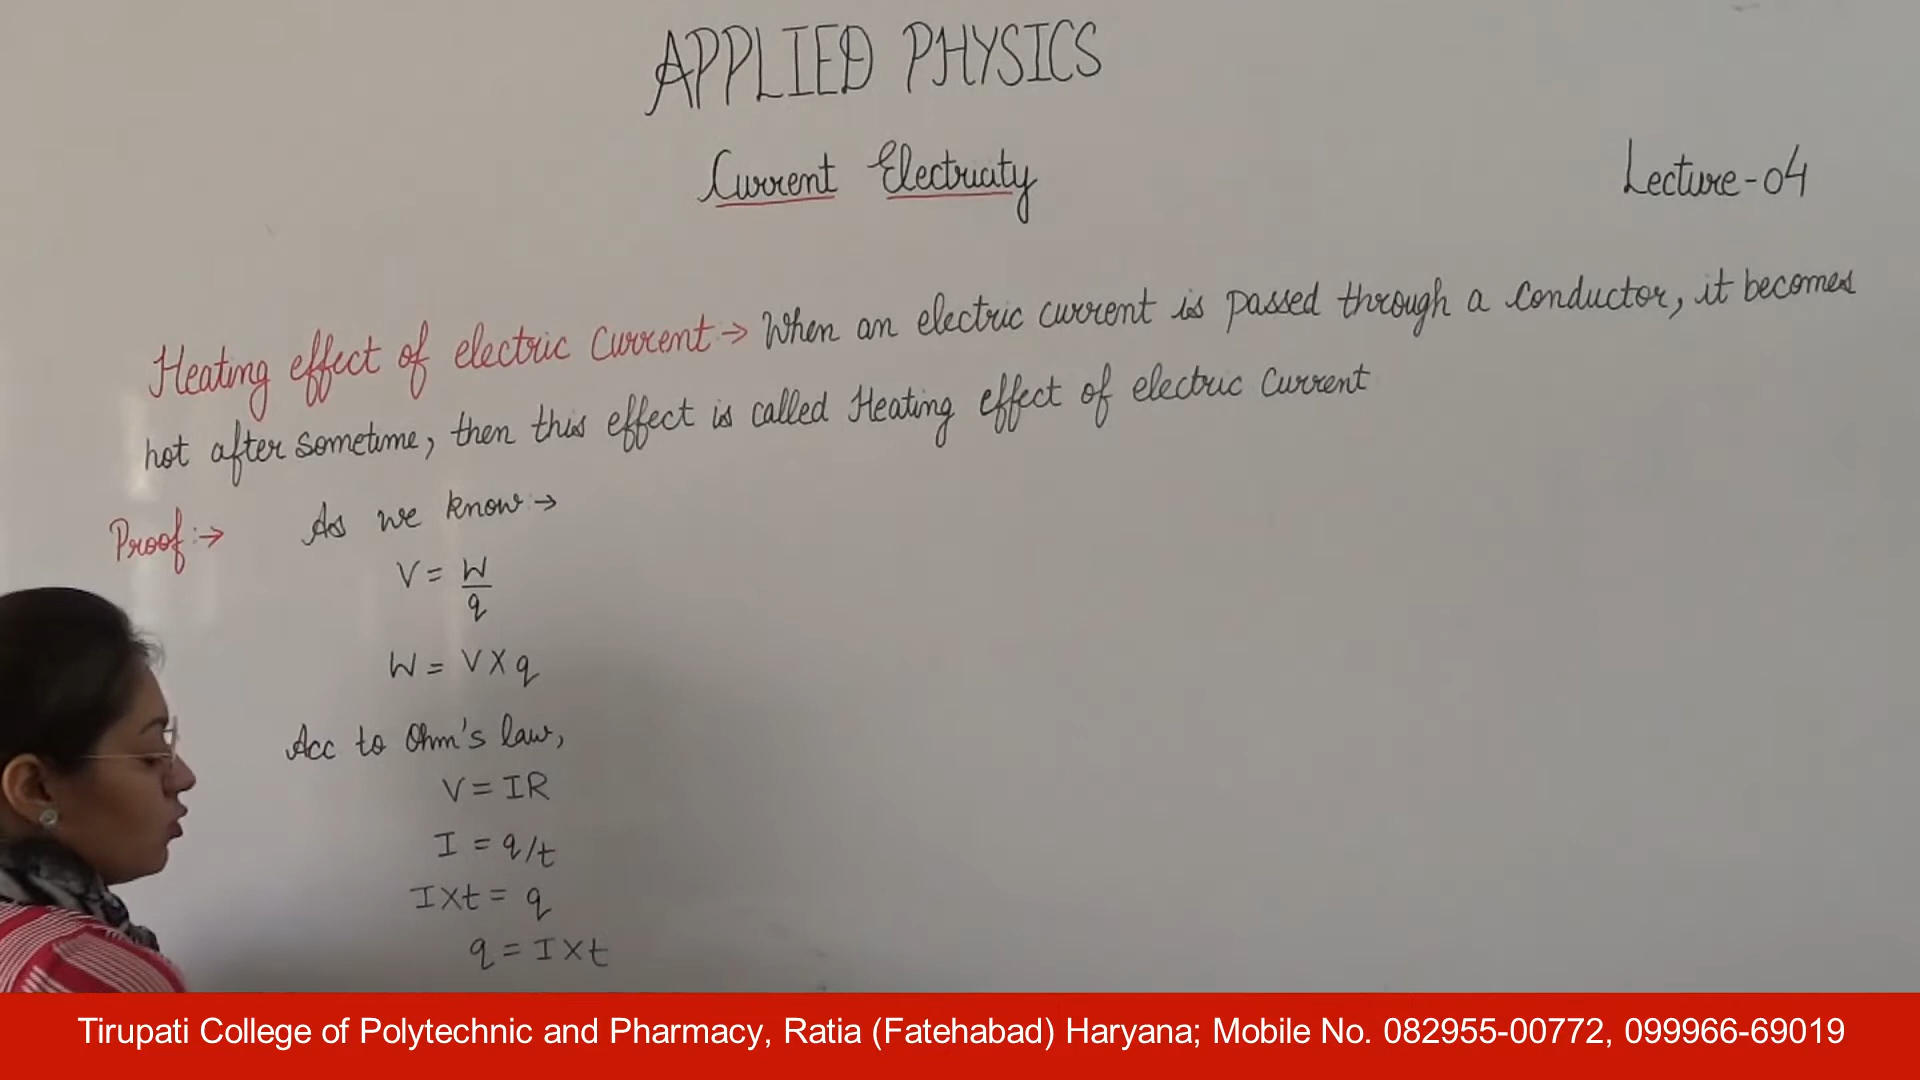 APPLIED PHYSICS
Current Electricity
Lecture-04
Heating effect of electric Current :→ When an electric current is passed through a conductor, it becomes
hot after sometime, then this effect is called Heating effect of electric Current
Proof :→ As we know :→
V = W/q
W = V X q
Acc to Ohm's law,
V = IR
I = q/t
I X t = q
q = I X t
Tirupati College of Polytechnic and Pharmacy, Ratia (Fatehabad) Haryana; Mobile No. 082955-00772, 099966-69019